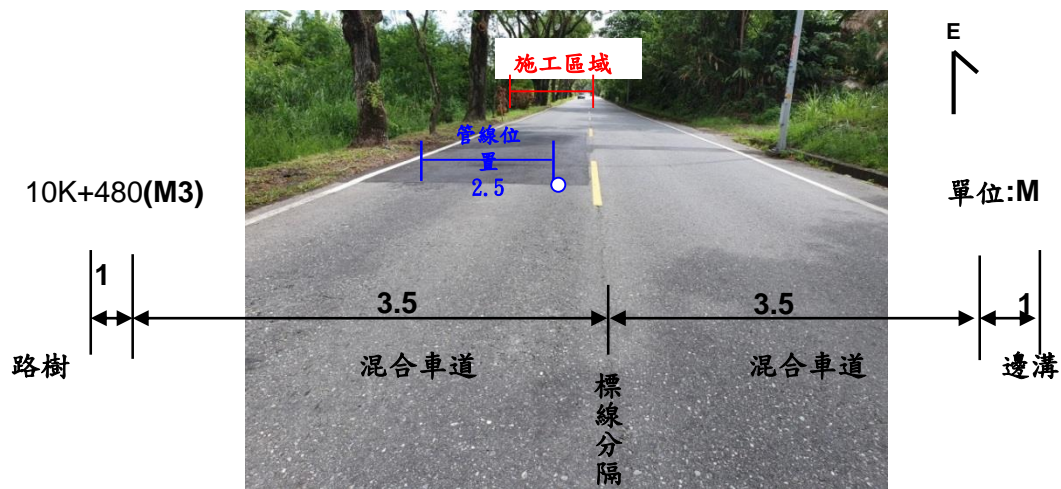 E
施工區域
管線位
置
2.5
10K+480(M3)
單位:M
1
3.5
3.5
1
路樹
混合車道
混合車道
邊溝
標線分隔